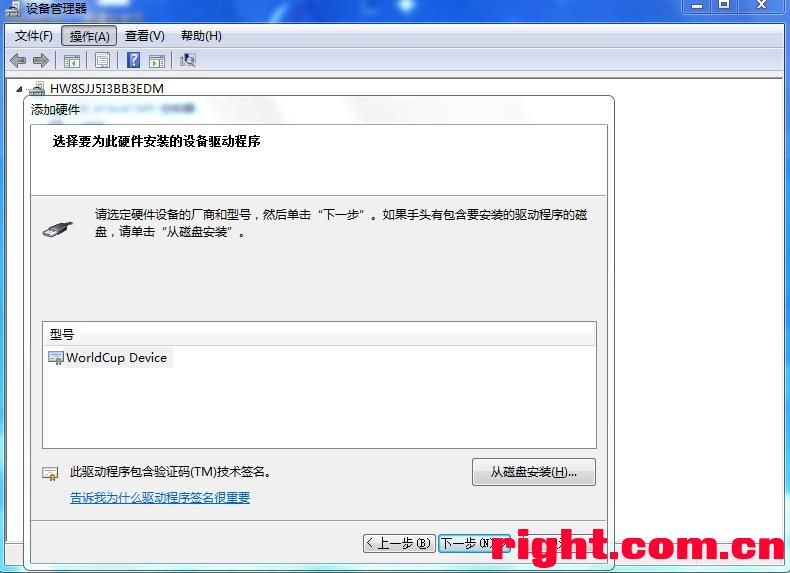 设备管理器
文件(F) 操作(A) 查看(V) 帮助(H)
HW8SJJ5I3BB3EDM
添加硬件
选择要为此硬件安装的设备驱动程序
请选定硬件设备的厂商和型号，然后单击“下一步”。如果手头有包含要安装的驱动程序的磁
盘，请单击“从磁盘安装”。
型号
WorldCup Device
此驱动程序包含验证码(TM)技术签名。
从磁盘安装(H)...
告诉我为什么驱动程序签名很重要
< 上一步(B) 下一步(N)
right.com.cn